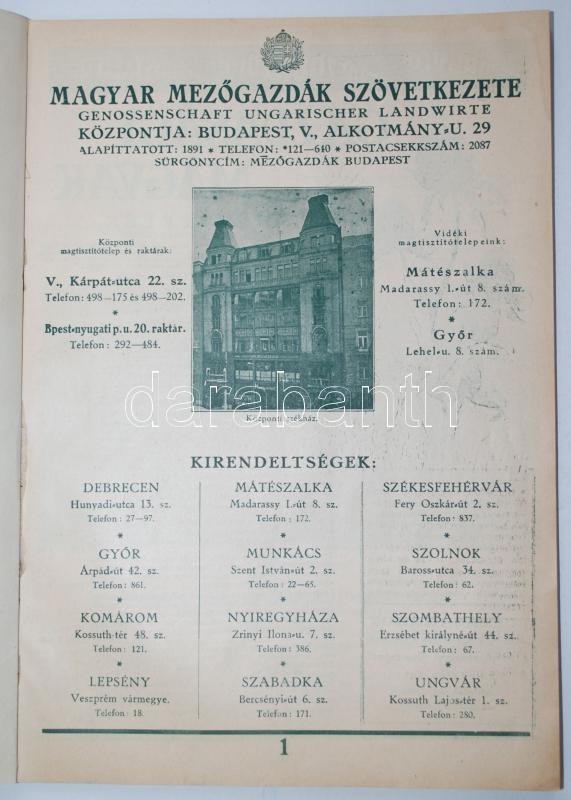 MAGYAR MEZŐGAZDÁK SZÖVETKEZETE
GENOSSENSCHAFT UNGARISCHER LANDWIRTE
KÖZPONTJA: BUDAPEST, V., ALKOTMÁNY-U. 29
ALAPÍTTATOTT: 1891 * TELEFON: *121—640 * POSTACSEKKSZÁM: 2087
SÜRGÖNYCÍM: MEZŐGAZDÁK BUDAPEST
Központi
magtisztítótelep és raktárak:
V., Kárpát-utca 22. sz.
Telefon: 498—175 és 498—202.
*
Bpest-nyugati p. u. 20. raktár.
Telefon: 292—484.
Vidéki
magtisztítótelepeink:
Mátészalka
Madarassy I.-út 8. szám.
Telefon: 172.
*
Győr
Lehel-u. 8. szám.
darabanth
Központi székház.
KIRENDELTSÉGEK:
DEBRECEN
Hunyadi-utca 13. sz.
Telefon: 27—97.
*
GYŐR
Árpád-út 42. sz.
Telefon: 861.
*
KOMÁROM
Kossuth-tér 48. sz.
Telefon: 121.
*
LEPSÉNY
Veszprém vármegye.
Telefon 18.
MÁTÉSZALKA
Madarassy I.-út 8. sz.
Telefon: 172.
*
MUNKÁCS
Szent István-út 2. sz.
Telefon: 22—65.
*
NYIREGYHÁZA
Zrinyi Ilona-u. 7. sz.
Telefon: 386.
*
SZABADKA
Bercsényi-út 6. sz.
Telefon: 171.
SZÉKESFEHÉRVÁR
Fery Oszkár-út 2. sz.
Telefon: 837.
*
SZOLNOK
Baross-utca 34. sz.
Telefon: 62.
*
SZOMBATHELY
Erzsébet királyné-út 44. sz.
Telefon: 67.
*
UNGVÁR
Kossuth Lajos-tér 1. sz.
Telefon: 280.
1